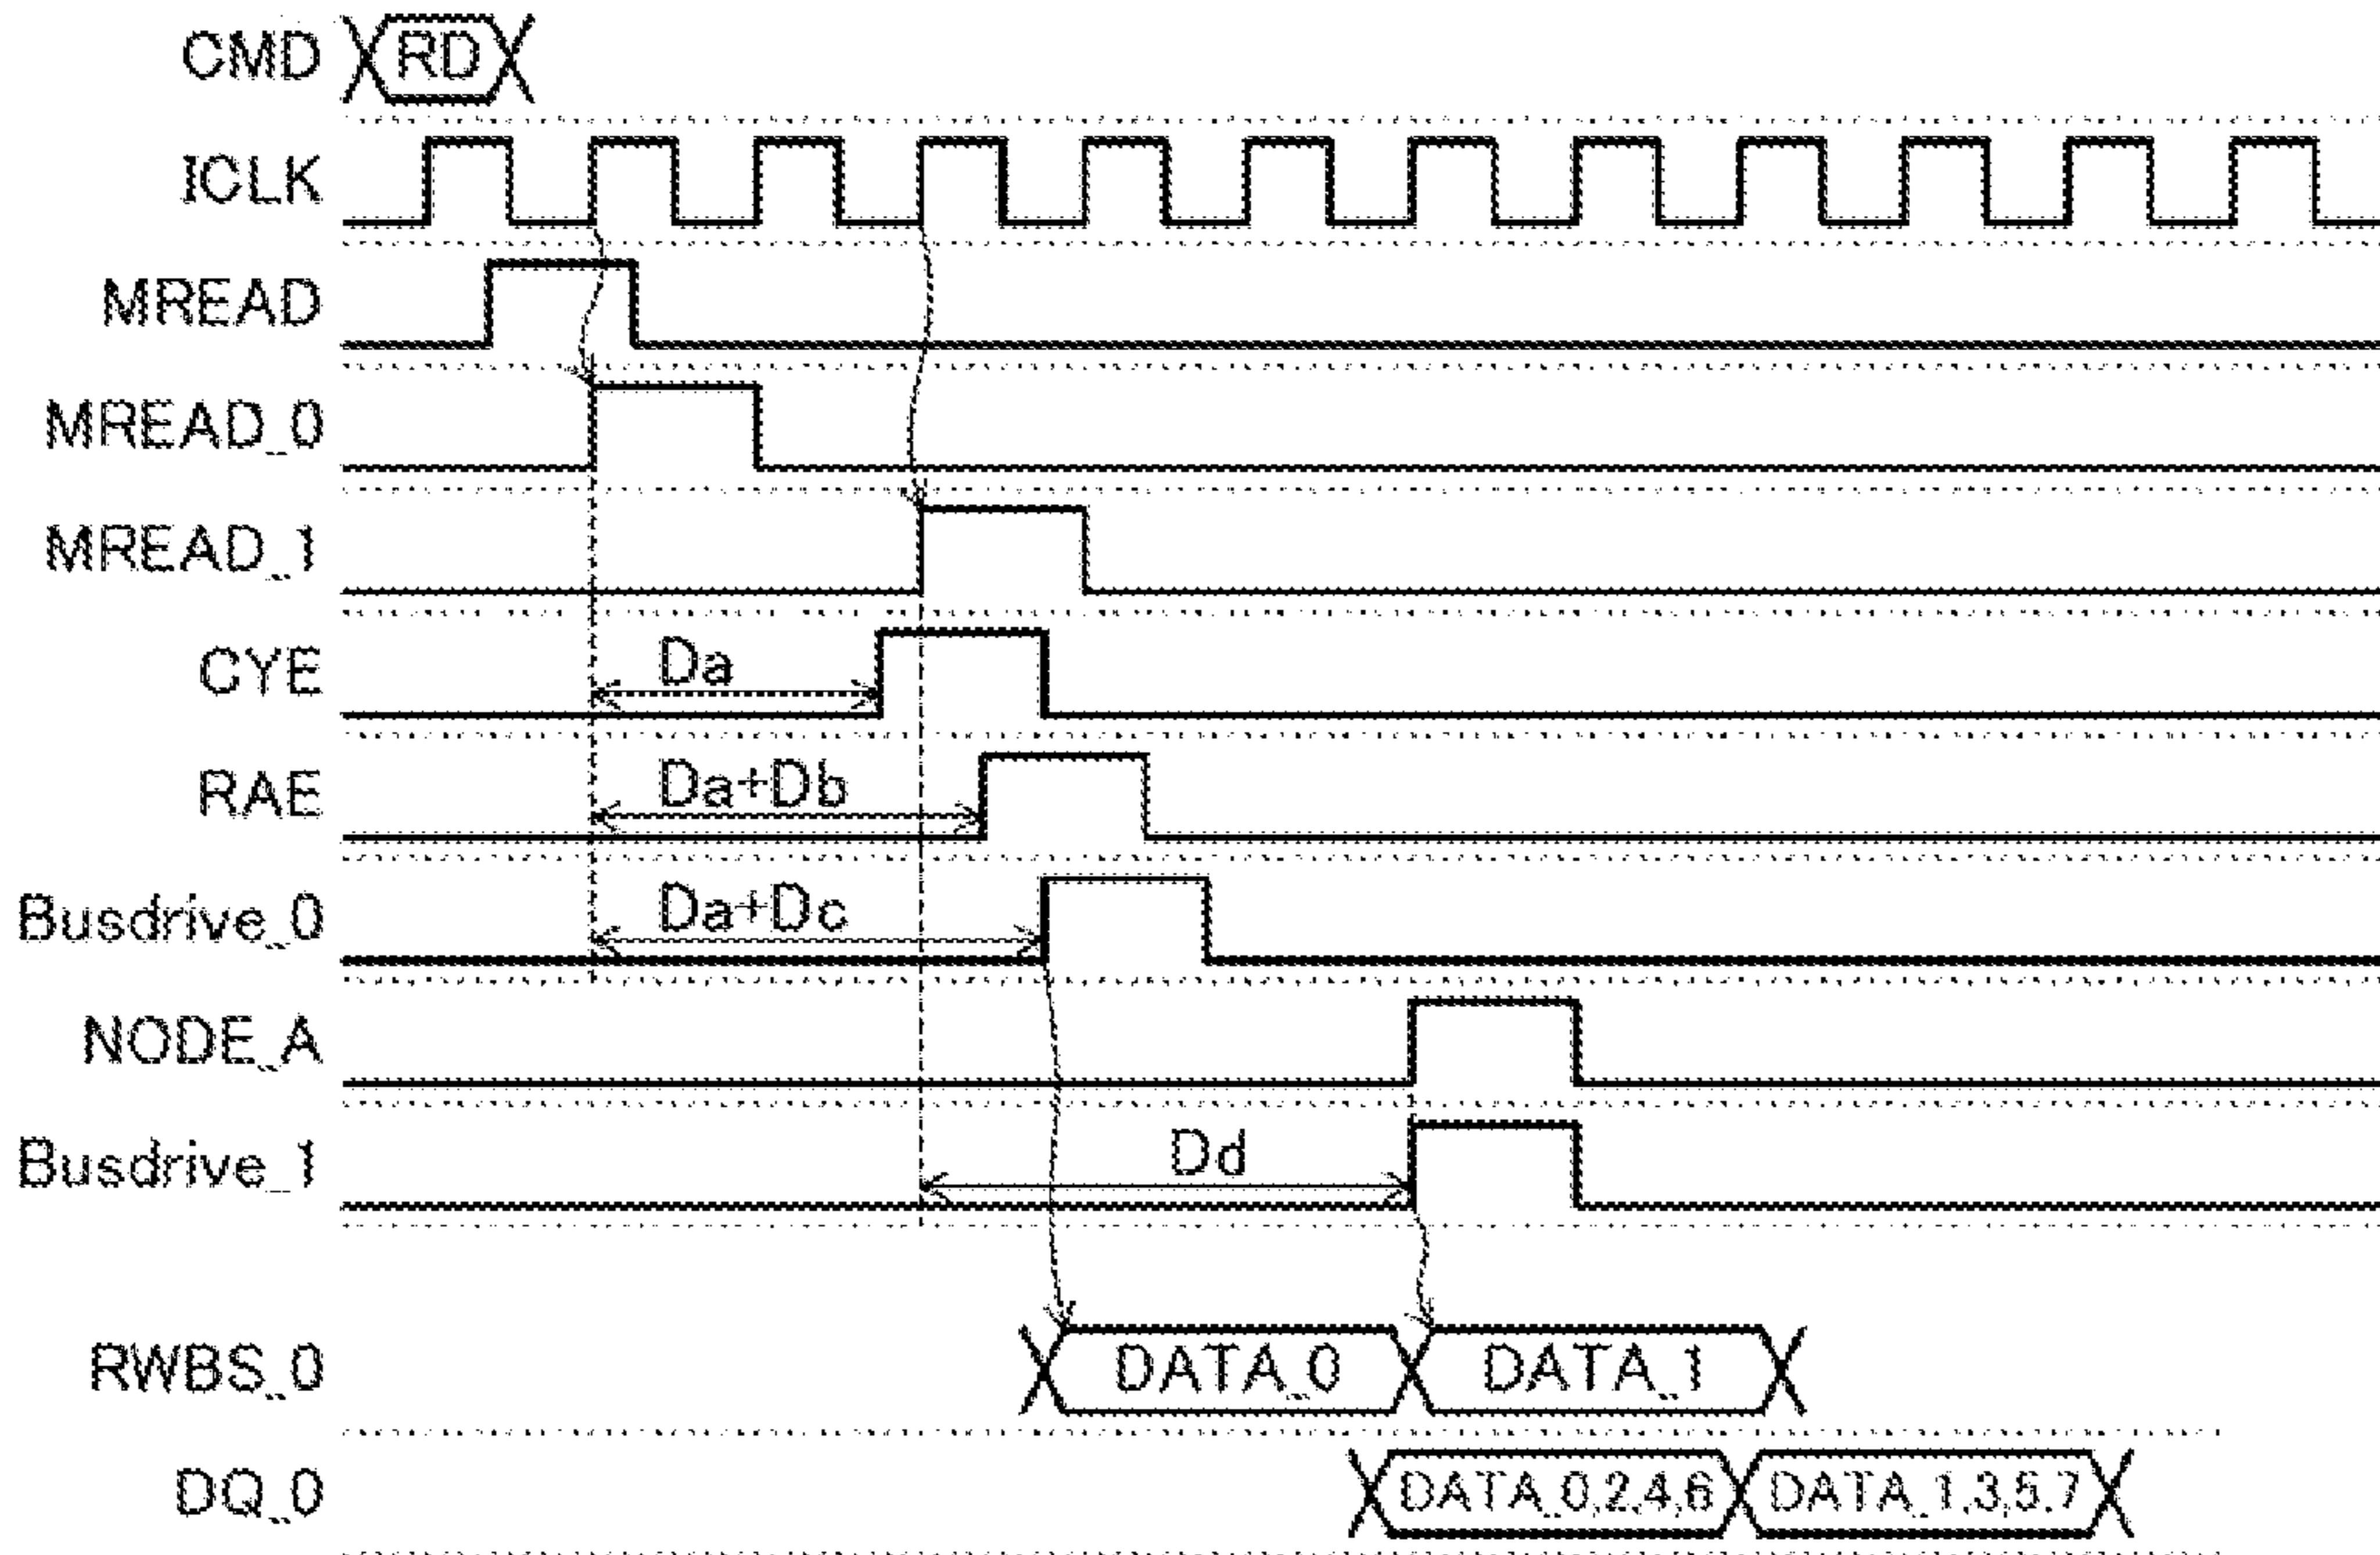 CMD RD
ICLK
MREAD
MREAD_0
MREAD_1
CYE Da
RAE Da+Db
Busdrive_0 Da+Dc
NODE_A
Busdrive_1 Dd
RWBS_0 DATA_0 DATA_1
DQ_0 DATA_0,2,4,6 DATA_1,3,5,7